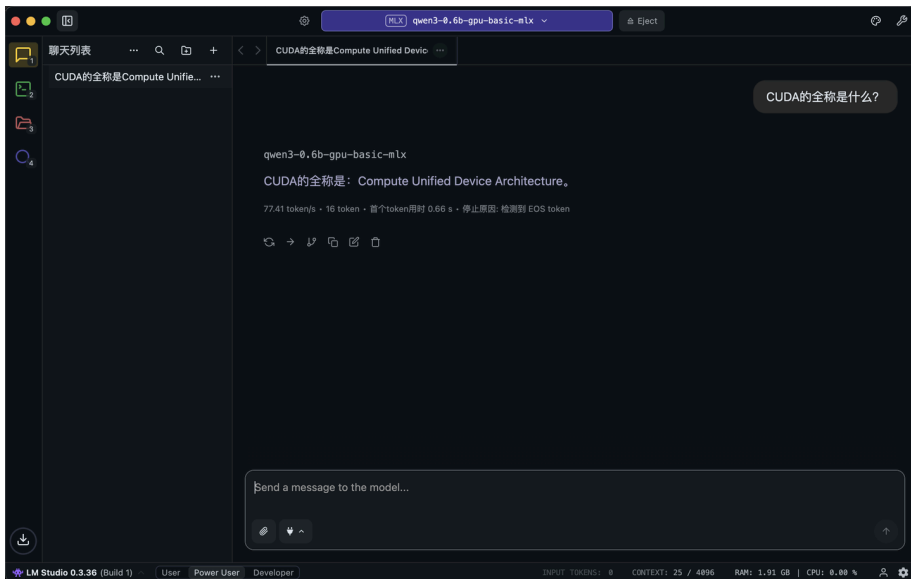 MLX qwen3-0.6b-gpu-basic-mlx
Eject
聊天列表
CUDA的全称是Compute Unified Devic
1
CUDA的全称是Compute Unifie...
2
3
4
CUDA的全称是什么?
qwen3-0.6b-gpu-basic-mlx
CUDA的全称是：Compute Unified Device Architecture。
77.41 token/s • 16 token • 首个token用时 0.66 s • 停止原因: 检测到 EOS token
Send a message to the model...
LM Studio 0.3.36 (Build 1) User Power User Developer
INPUT TOKENS: 0 CONTEXT: 25 / 4096 RAM: 1.91 GB | CPU: 0.00 %